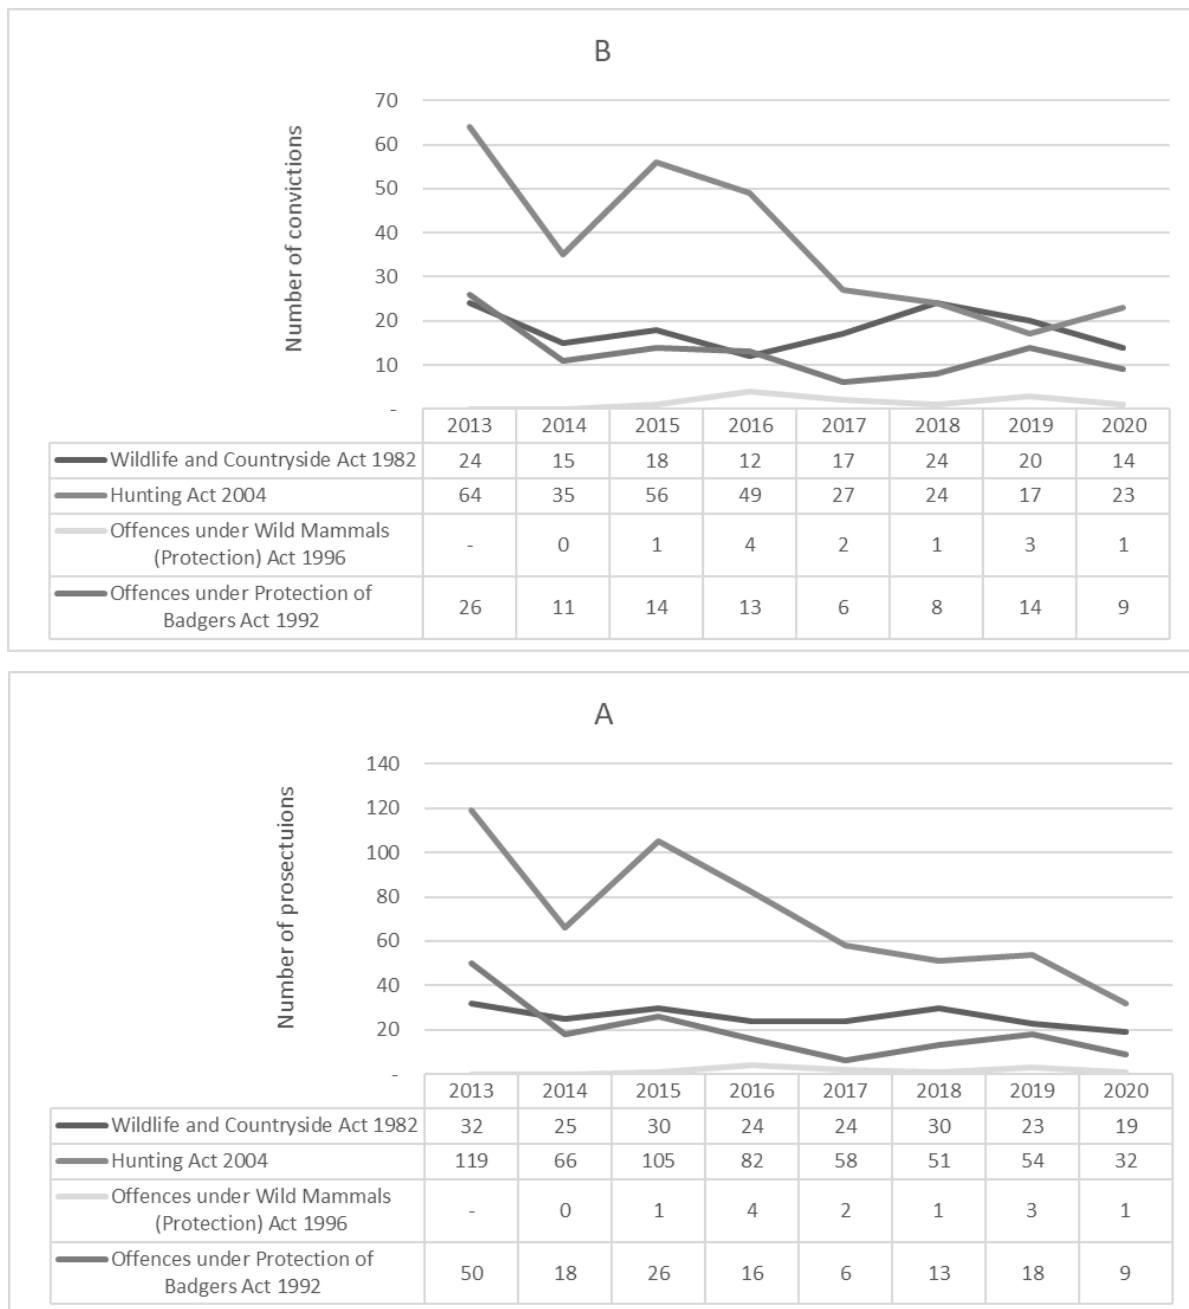 B
Number of convictions
70
60
50
40
30
20
10
-
2013 2014 2015 2016 2017 2018 2019 2020
Wildlife and Countryside Act 1982 24 15 18 12 17 24 20 14
Hunting Act 2004 64 35 56 49 27 24 17 23
Offences under Wild Mammals
(Protection) Act 1996 - 0 1 4 2 1 3 1
Offences under Protection of
Badgers Act 1992 26 11 14 13 6 8 14 9
A
Number of prosectuions
140
120
100
80
60
40
20
-
2013 2014 2015 2016 2017 2018 2019 2020
Wildlife and Countryside Act 1982 32 25 30 24 24 30 23 19
Hunting Act 2004 119 66 105 82 58 51 54 32
Offences under Wild Mammals
(Protection) Act 1996 - 0 1 4 2 1 3 1
Offences under Protection of
Badgers Act 1992 50 18 26 16 6 13 18 9